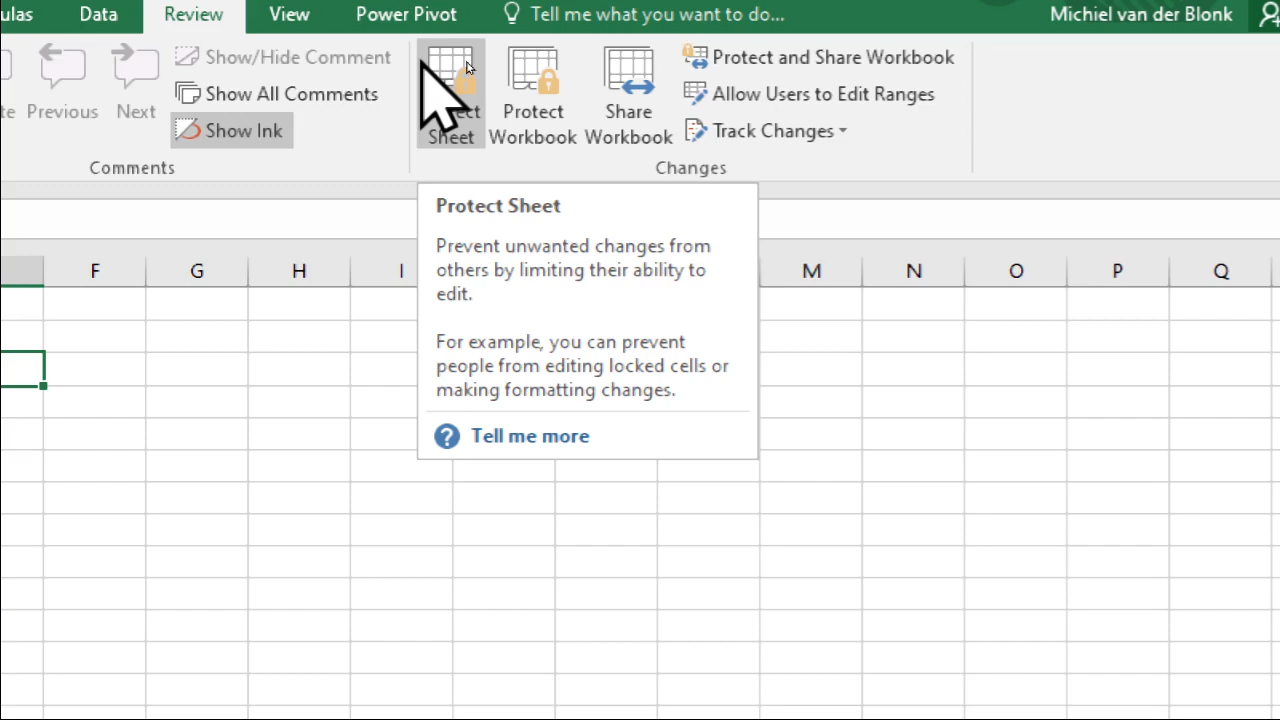 ulas Data Review View Power Pivot Tell me what you want to do... Michiel van der Blonk
Show/Hide Comment
Protect and Share Workbook
Show All Comments
Allow Users to Edit Ranges
te Previous Next
Protect
Workbook
Share
Workbook
Show Ink
Sheet
Track Changes
Comments
Changes
Protect Sheet
Prevent unwanted changes from
others by limiting their ability to
edit.
For example, you can prevent
people from editing locked cells or
making formatting changes.
? Tell me more
F G H I M N O P Q